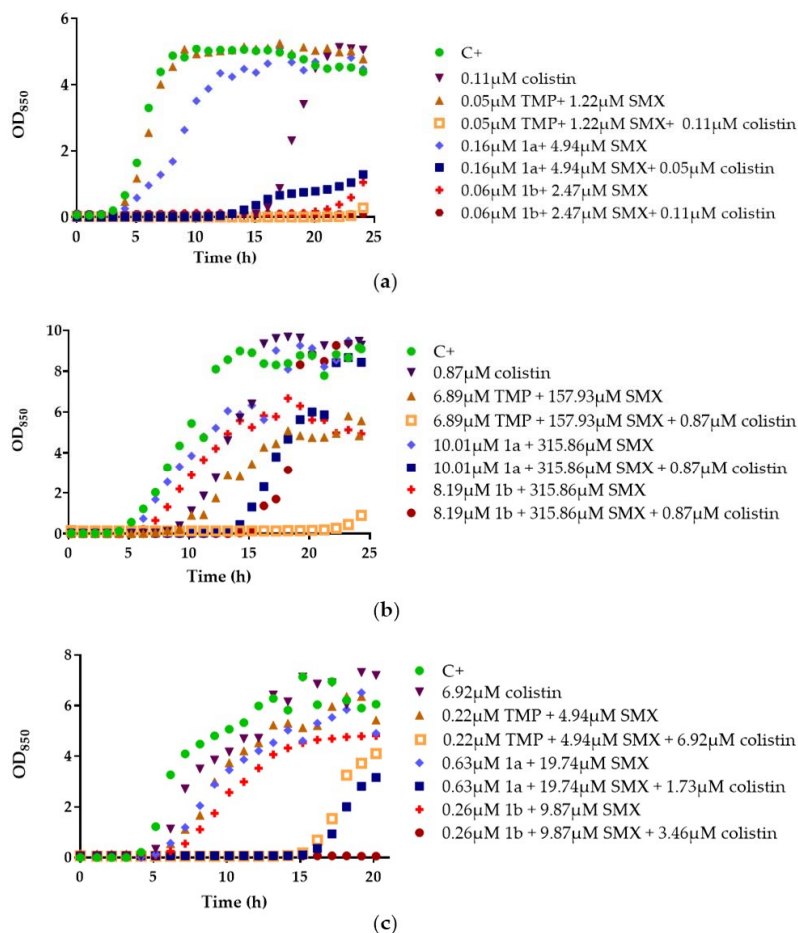 6
4
2
0
OD850
0 5 10 15 20 25
Time (h)
C+
0.11µM colistin
0.05µM TMP+ 1.22µM SMX
0.05µM TMP+ 1.22µM SMX+ 0.11µM colistin
0.16µM 1a+ 4.94µM SMX
0.16µM 1a+ 4.94µM SMX+ 0.05µM colistin
0.06µM 1b+ 2.47µM SMX
0.06µM 1b+ 2.47µM SMX+ 0.11µM colistin
(a)
10
8
6
4
2
0
OD850
0 5 10 15 20 25
Time (h)
C+
0.87µM colistin
6.89µM TMP + 157.93µM SMX
6.89µM TMP + 157.93µM SMX + 0.87µM colistin
10.01µM 1a + 315.86µM SMX
10.01µM 1a + 315.86µM SMX + 0.87µM colistin
8.19µM 1b + 315.86µM SMX
8.19µM 1b + 315.86µM SMX + 0.87µM colistin
(b)
8
6
4
2
0
OD850
0 5 10 15 20
Time (h)
C+
6.92µM colistin
0.22µM TMP + 4.94µM SMX
0.22µM TMP + 4.94µM SMX + 6.92µM colistin
0.63µM 1a + 19.74µM SMX
0.63µM 1a + 19.74µM SMX + 1.73µM colistin
0.26µM 1b + 9.87µM SMX
0.26µM 1b + 9.87µM SMX + 3.46µM colistin
(c)